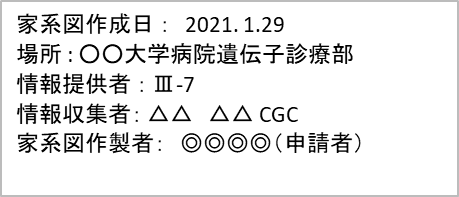 家系図作成日： 2021.1.29
場所：〇〇大学病院遺伝子診療部
情報提供者：Ⅲ-7
情報収集者：△△ △△ CGC
家系図作製者： ◎◎◎◎（申請者）